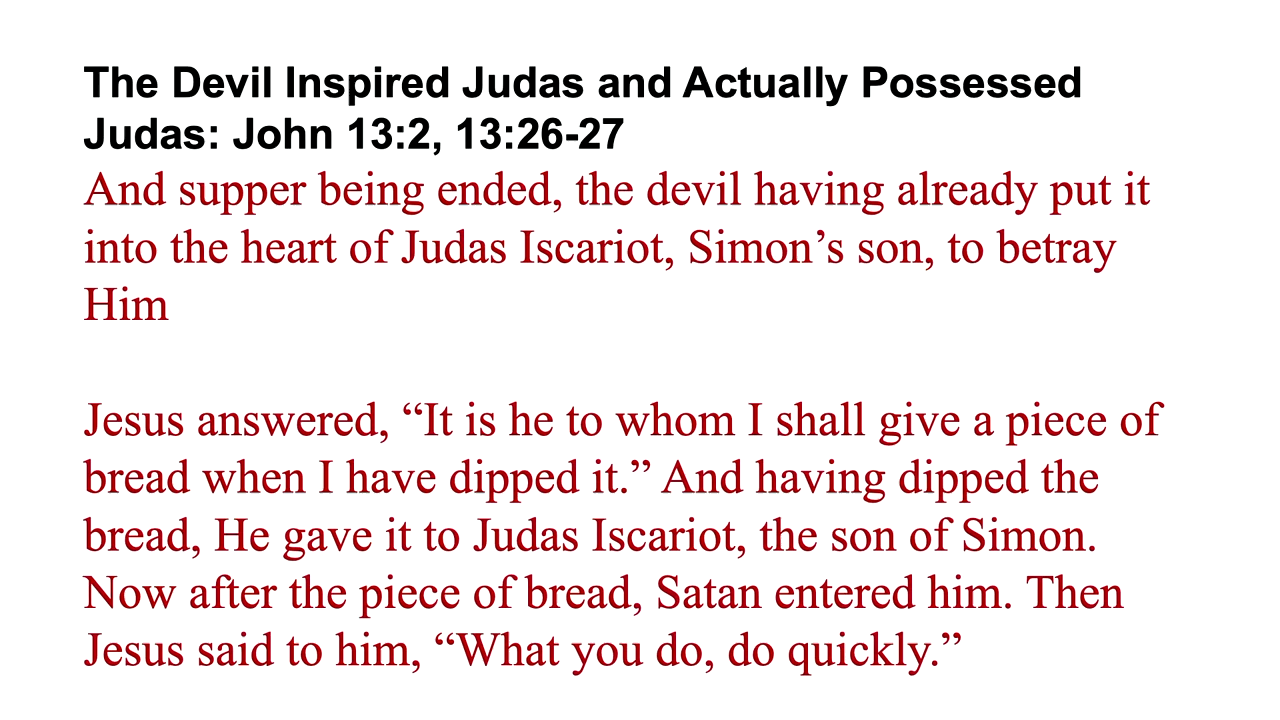 The Devil Inspired Judas and Actually Possessed
Judas: John 13:2, 13:26-27
And supper being ended, the devil having already put it
into the heart of Judas Iscariot, Simon’s son, to betray
Him
Jesus answered, “It is he to whom I shall give a piece of
bread when I have dipped it.” And having dipped the
bread, He gave it to Judas Iscariot, the son of Simon.
Now after the piece of bread, Satan entered him. Then
Jesus said to him, “What you do, do quickly.”